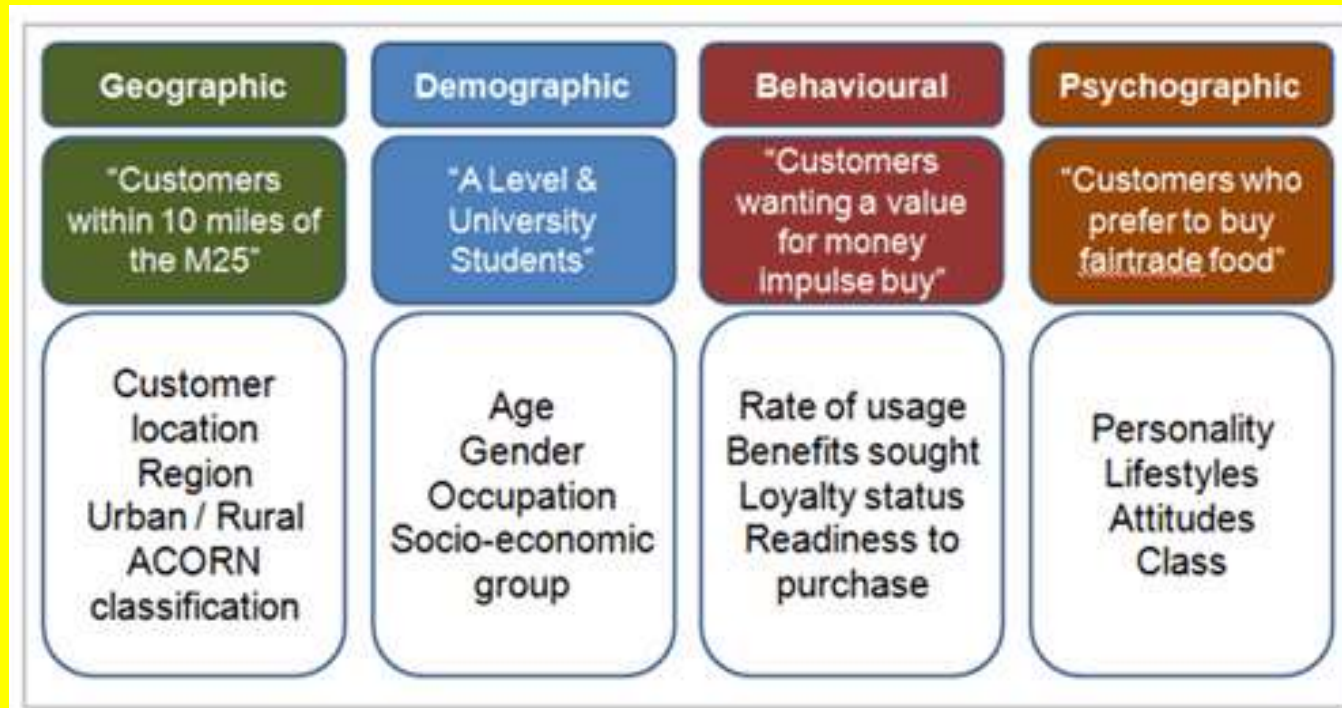 Geographic
Demographic
Behavioural
Psychographic
“Customers
within 10 miles of
the M25”
“A Level &
University
Students”
“Customers
wanting a value
for money
impulse buy”
“Customers who
prefer to buy
fairtrade food”
Customer
location
Region
Urban / Rural
ACORN
classification
Age
Gender
Occupation
Socio-economic
group
Rate of usage
Benefits sought
Loyalty status
Readiness to
purchase
Personality
Lifestyles
Attitudes
Class